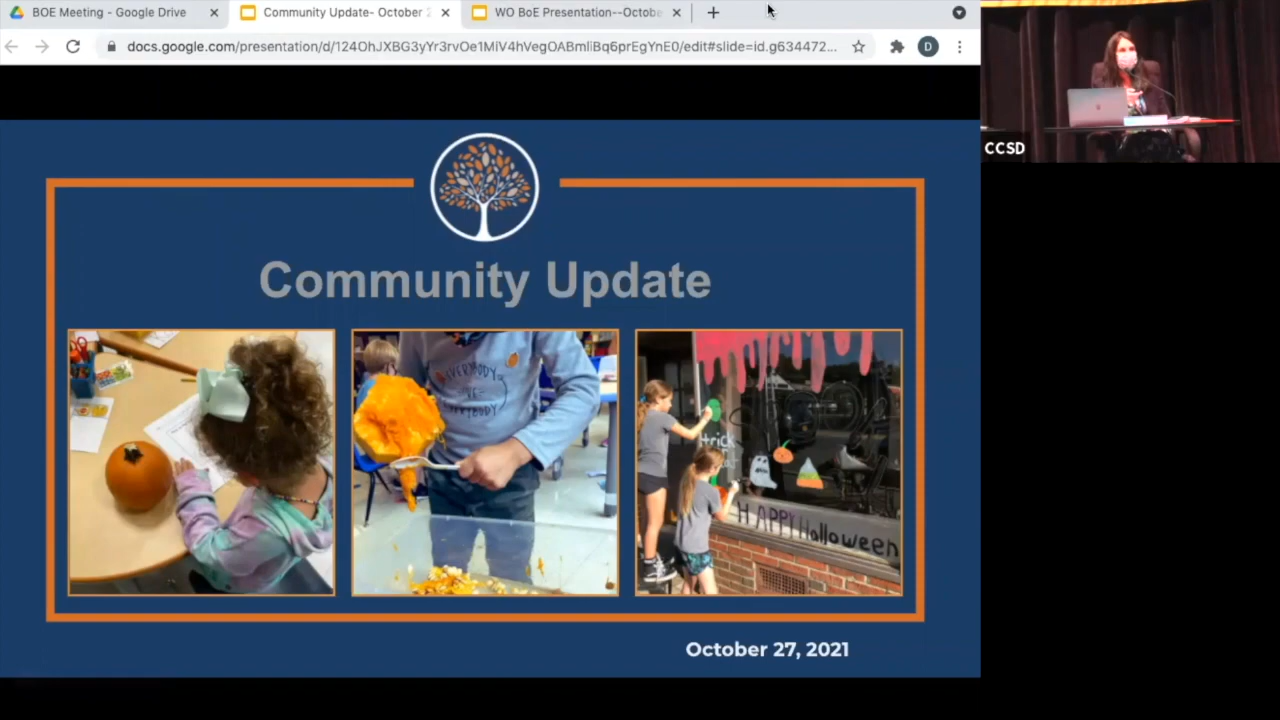 BOE Meeting - Google Drive
Community Update- October 2
WO BoE Presentation--Octobe
docs.google.com/presentation/d/124OhJXBG3yYr3rvOe1MiV4hVegOABmliBq6prEgYnE0/edit#slide=id.g634472...
D
CCSD
Community Update
EVERYBODY
trick
HAPPY Halloween
October 27, 2021